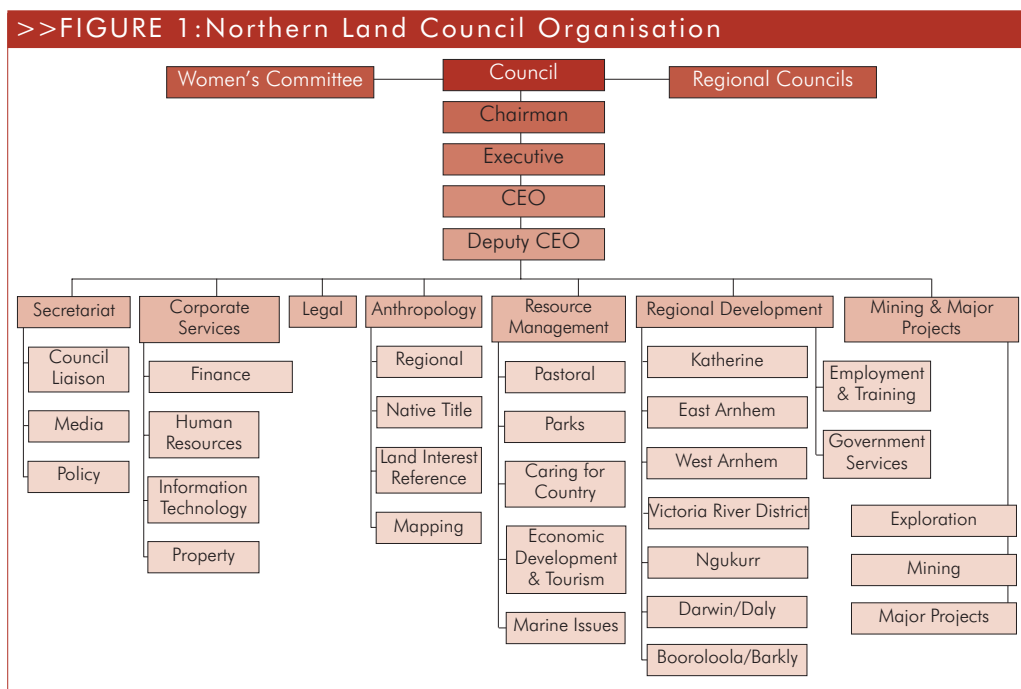 >>FIGURE 1:Northern Land Council Organisation
Women's Committee
Council
Regional Councils
Chairman
Executive
CEO
Deputy CEO
Secretariat
Council
Liaison
Media
Policy
Corporate
Services
Finance
Human
Resources
Information
Technology
Property
Legal
Anthropology
Regional
Native Title
Land Interest
Reference
Mapping
Resource
Management
Pastoral
Parks
Caring for
Country
Economic
Development
& Tourism
Marine Issues
Regional Development
Katherine
East Arnhem
West Arnhem
Victoria River District
Ngukurr
Darwin/Daly
Booroloola/Barkly
Employment
& Training
Government
Services
Mining & Major
Projects
Exploration
Mining
Major Projects